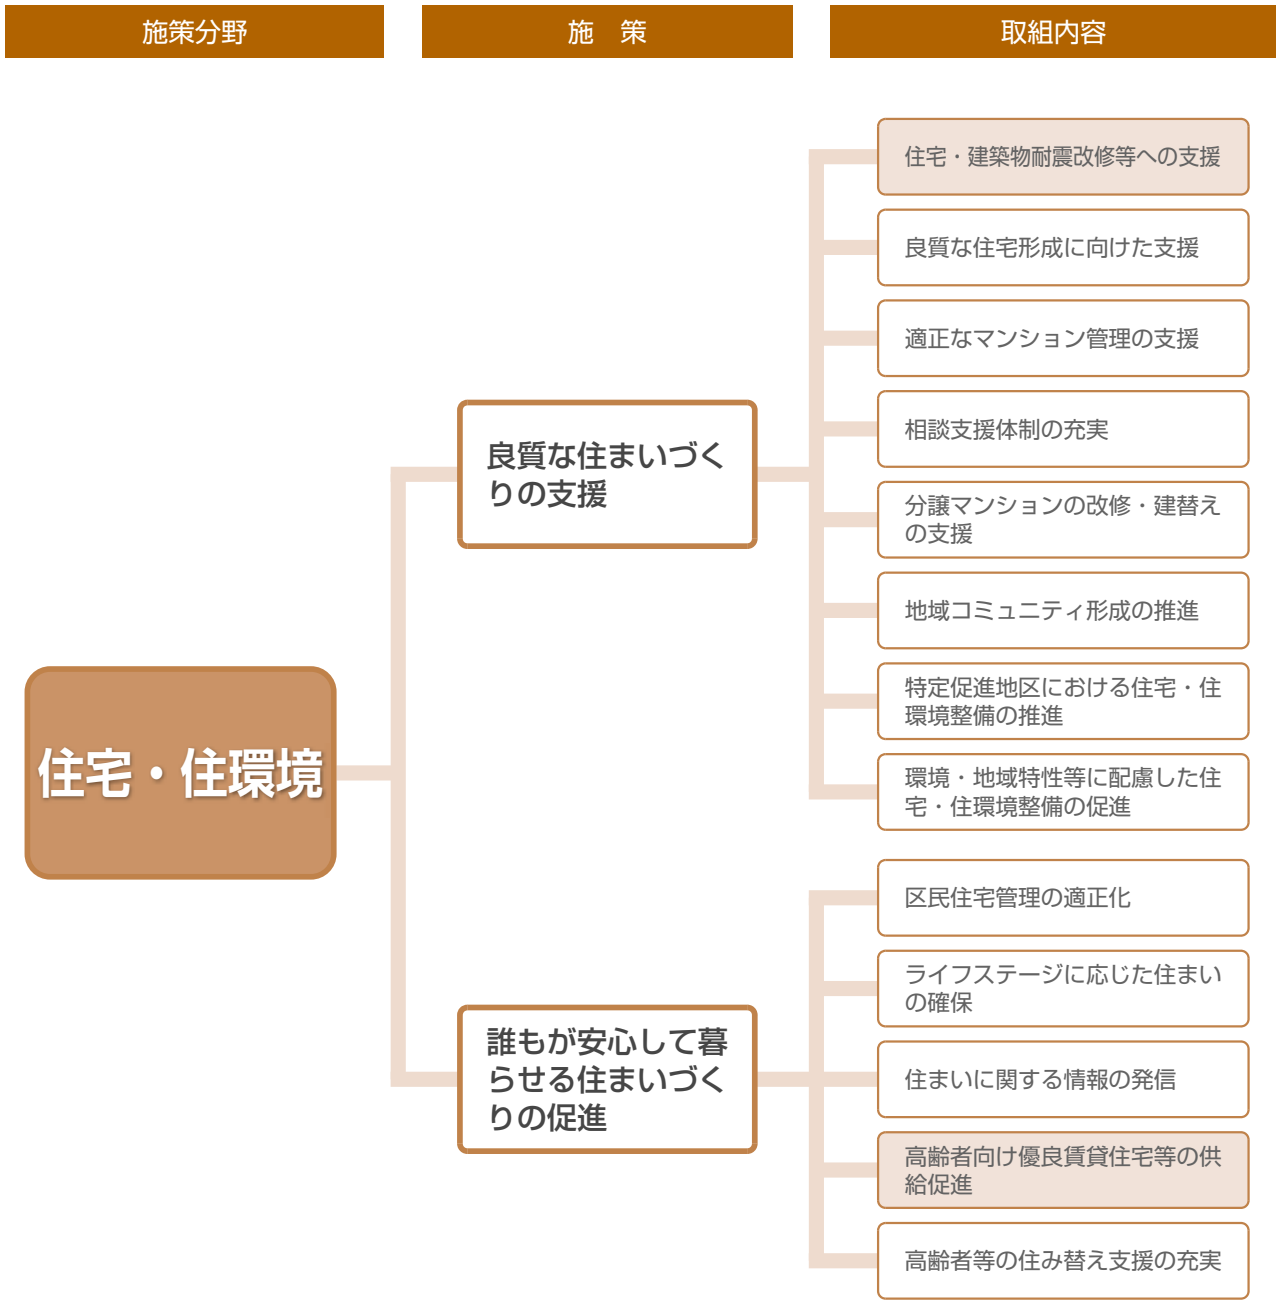 施策分野
施　策
取組内容
住宅・住環境
良質な住まいづく
りの支援
住宅・建築物耐震改修等への支援
良質な住宅形成に向けた支援
適正なマンション管理の支援
相談支援体制の充実
分譲マンションの改修・建替え
の支援
地域コミュニティ形成の推進
特定促進地区における住宅・住
環境整備の推進
環境・地域特性等に配慮した住
宅・住環境整備の促進
誰もが安心して暮
らせる住まいづく
りの促進
区民住宅管理の適正化
ライフステージに応じた住まい
の確保
住まいに関する情報の発信
高齢者向け優良賃貸住宅等の供
給促進
高齢者等の住み替え支援の充実